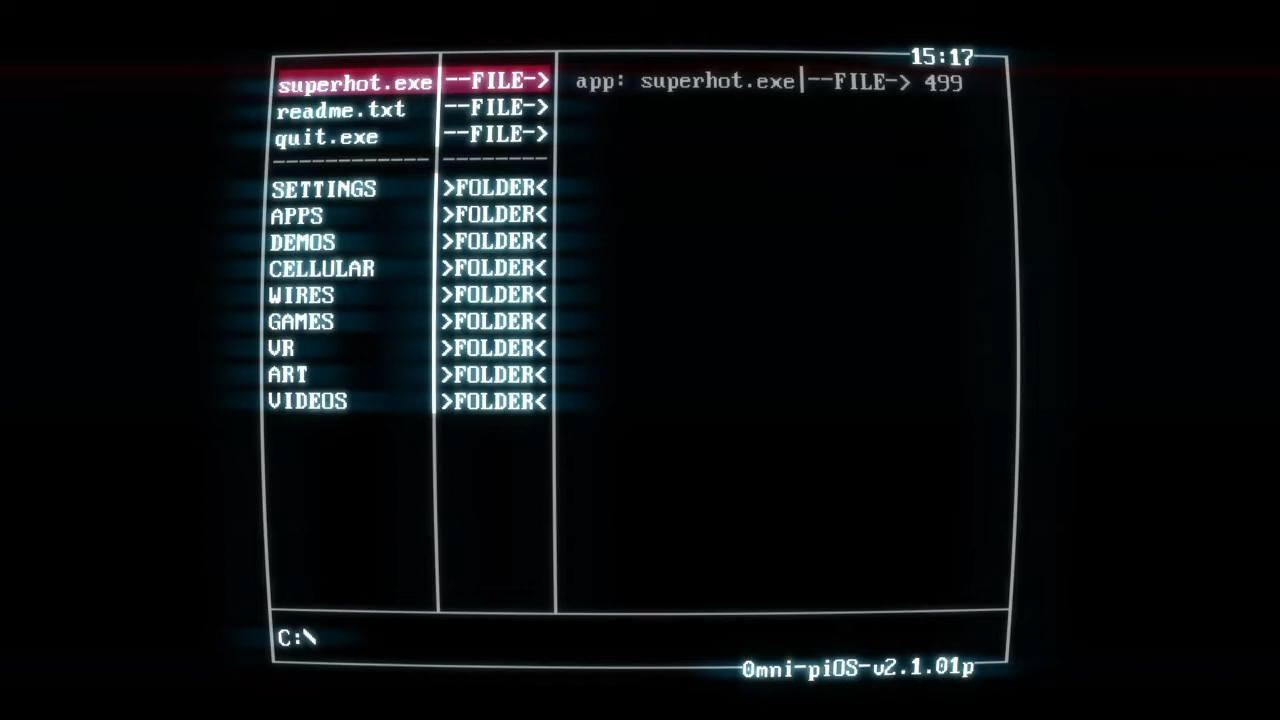 15:17
superhot.exe|--FILE-> app: superhot.exe|--FILE-> 499
readme.txt --FILE->
quit.exe --FILE->
------------ --------
SETTINGS >FOLDER<
APPS >FOLDER<
DEMOS >FOLDER<
CELLULAR >FOLDER<
WIRES >FOLDER<
GAMES >FOLDER<
VR >FOLDER<
ART >FOLDER<
VIDEOS >FOLDER<
C:\
Omni-piOS-v2.1.01p